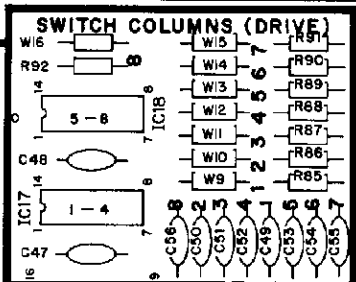 SWITCH COLUMNS (DRIVE)
W16 W15 7 R91
R92 8 W14 6 R90
14 8 W13 5 R89
5-8 IC18 W12 4 R88
1 7 W11 3 R87
C48 W10 2 R86
14 8 W9 1 R85
IC17 1-4
1 7 8 2 3 4 1 5 6 7
C47 C56 C50 C51 C52 C49 C53 C54 C55
16 9